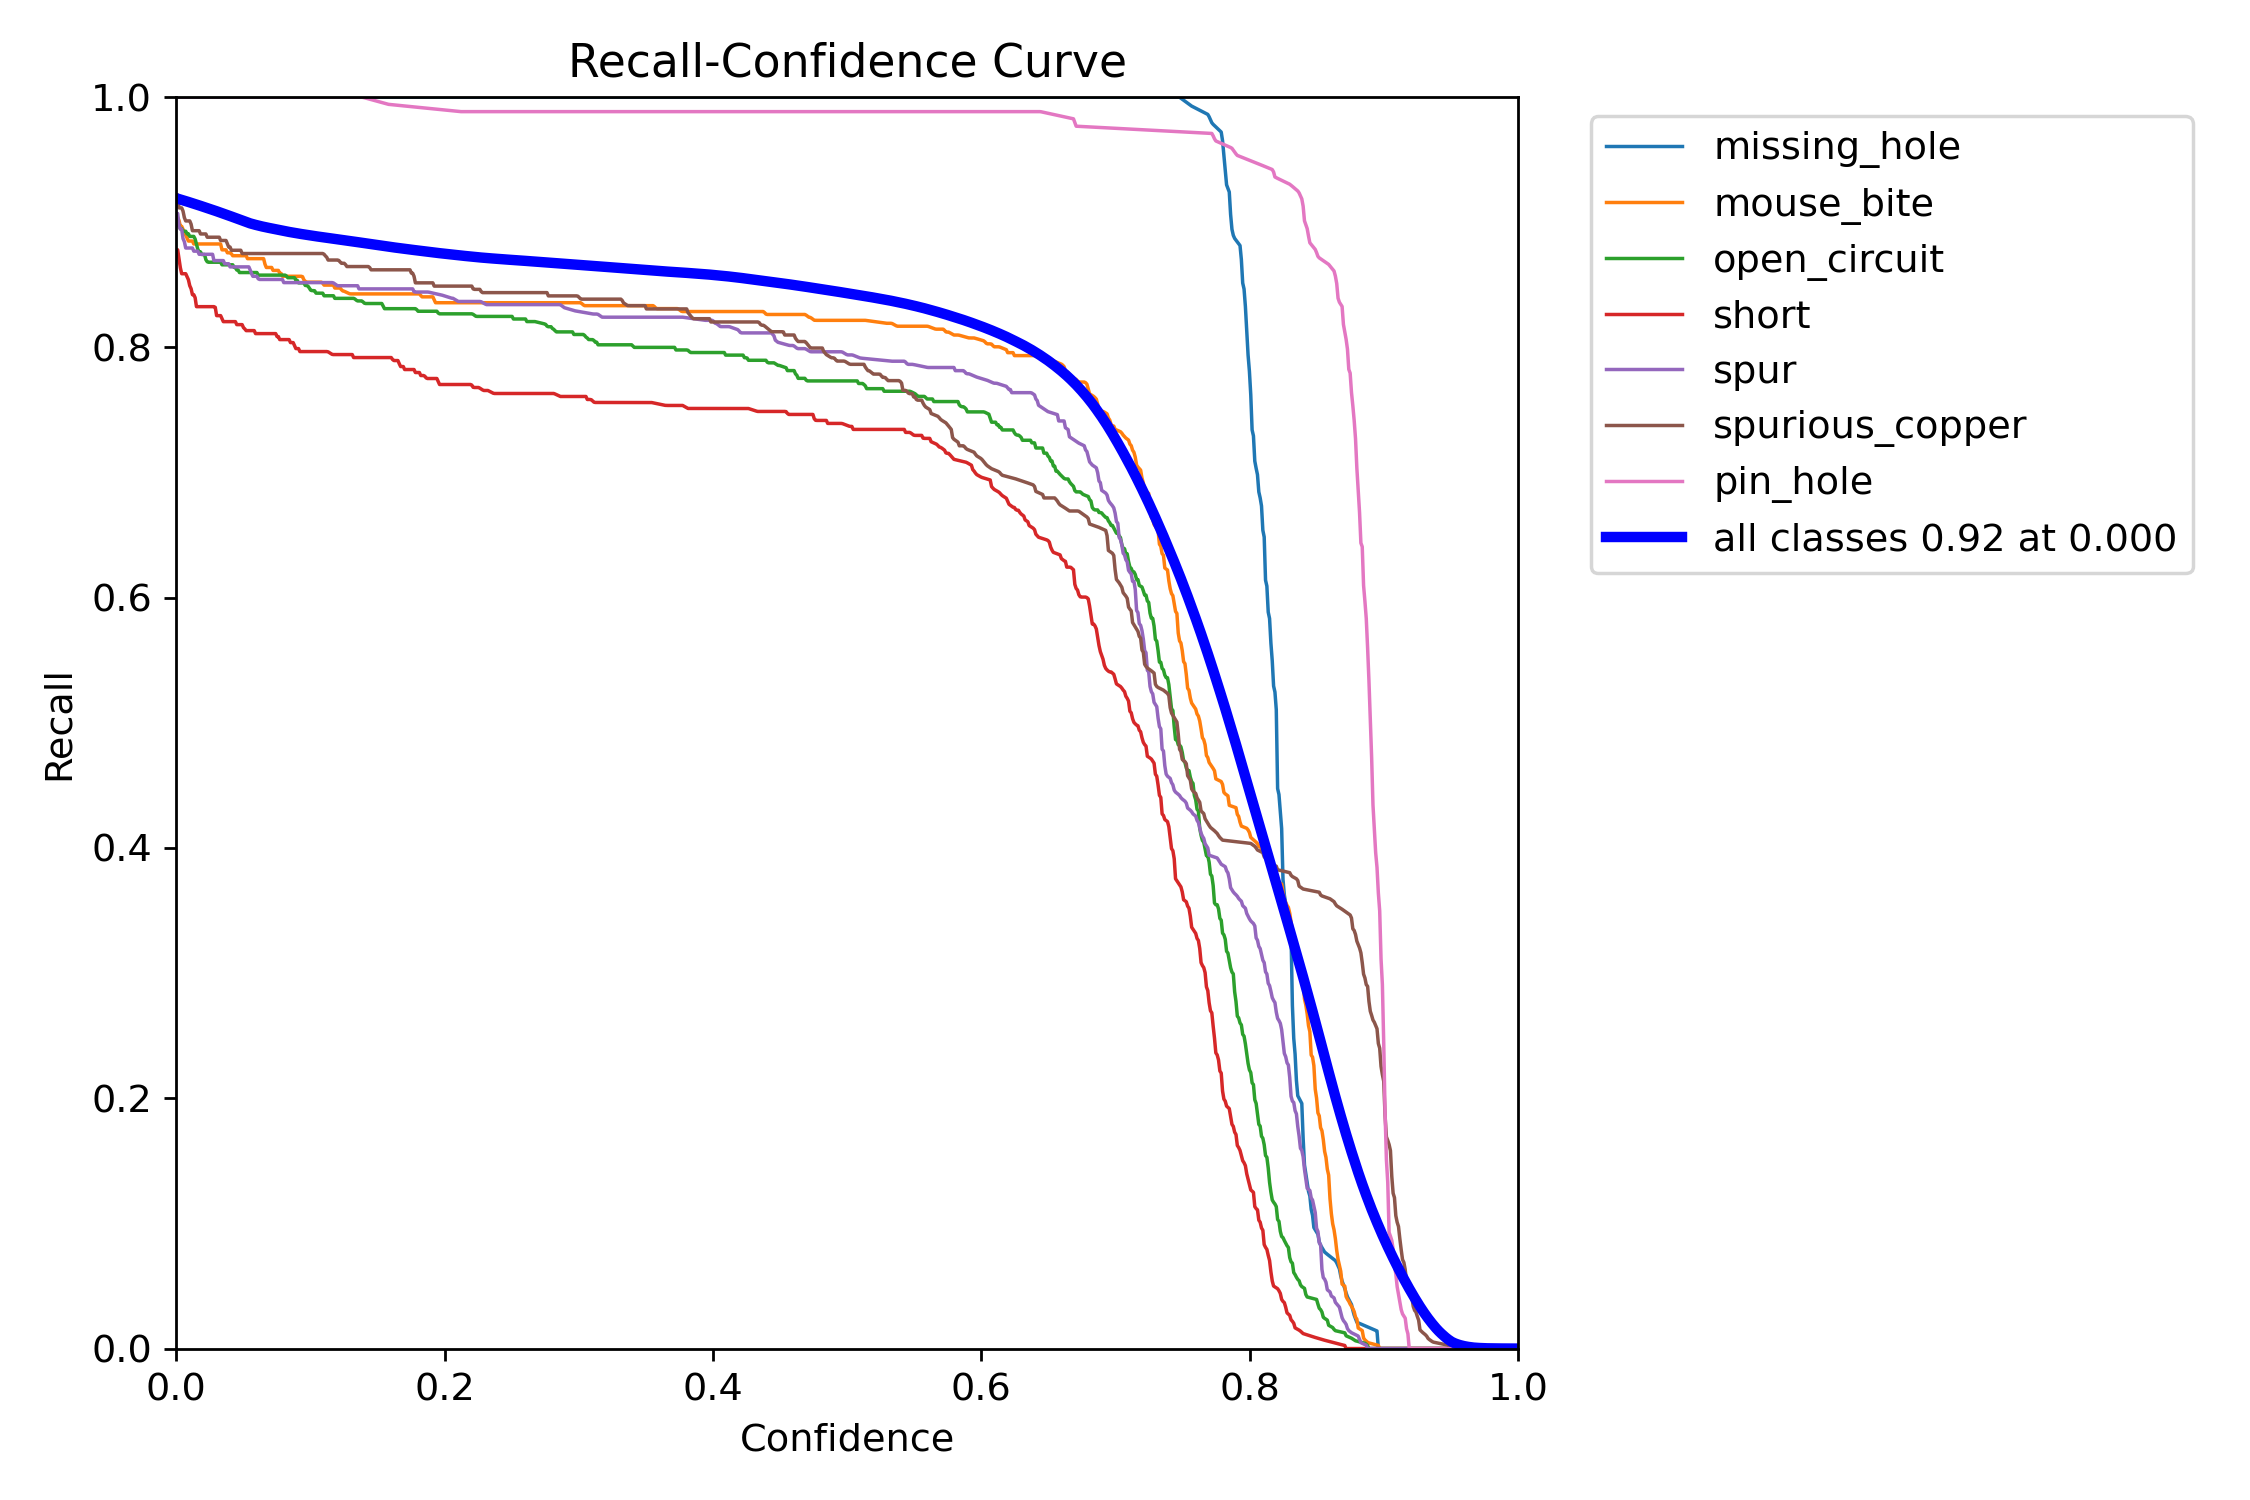 Recall-Confidence Curve
1.0
0.8
0.6
0.4
0.2
0.0
Recall
0.0 0.2 0.4 0.6 0.8 1.0
Confidence
missing_hole
mouse_bite
open_circuit
short
spur
spurious_copper
pin_hole
all classes 0.92 at 0.000